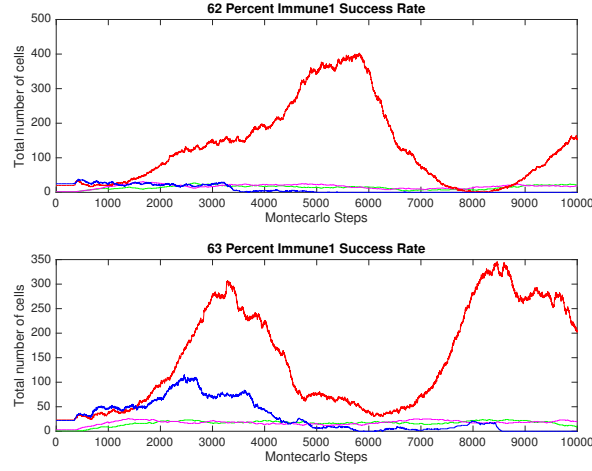 62 Percent Immune1 Success Rate
500
400
300
200
100
0
Total number of cells
0 1000 2000 3000 4000 5000 6000 7000 8000 9000 10000
Montecarlo Steps
63 Percent Immune1 Success Rate
350
300
250
200
150
100
50
0
Total number of cells
0 1000 2000 3000 4000 5000 6000 7000 8000 9000 10000
Montecarlo Steps